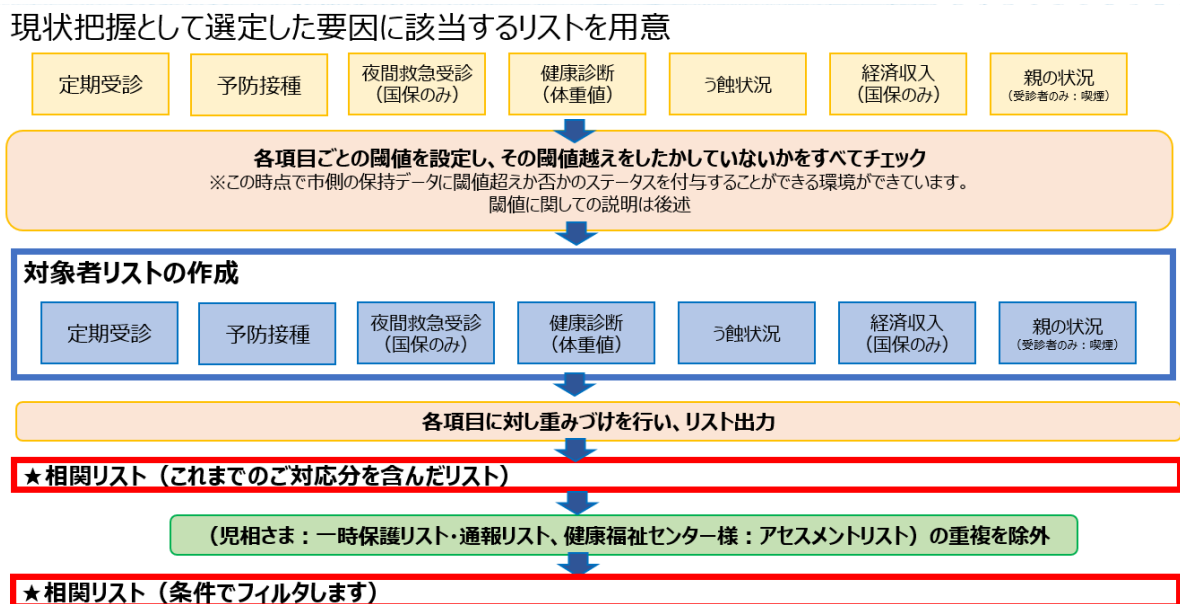 現状把握として選定した要因に該当するリストを用意
定期受診
予防接種
夜間救急受診
（国保のみ）
健康診断
（体重値）
う蝕状況
経済収入
（国保のみ）
親の状況
（受診者のみ：喫煙）
各項目ごとの閾値を設定し、その閾値越えをしたかしていないかをすべてチェック
※この時点で市側の保持データに閾値超えか否かのステータスを付与することができる環境ができています。
閾値に関しての説明は後述
対象者リストの作成
定期受診
予防接種
夜間救急受診
（国保のみ）
健康診断
（体重値）
う蝕状況
経済収入
（国保のみ）
親の状況
（受診者のみ：喫煙）
各項目に対し重みづけを行い、リスト出力
★相関リスト（これまでのご対応分を含んだリスト）
（児相さま：一時保護リスト・通報リスト、健康福祉センター様：アセスメントリスト）の重複を除外
★相関リスト（条件でフィルタします）